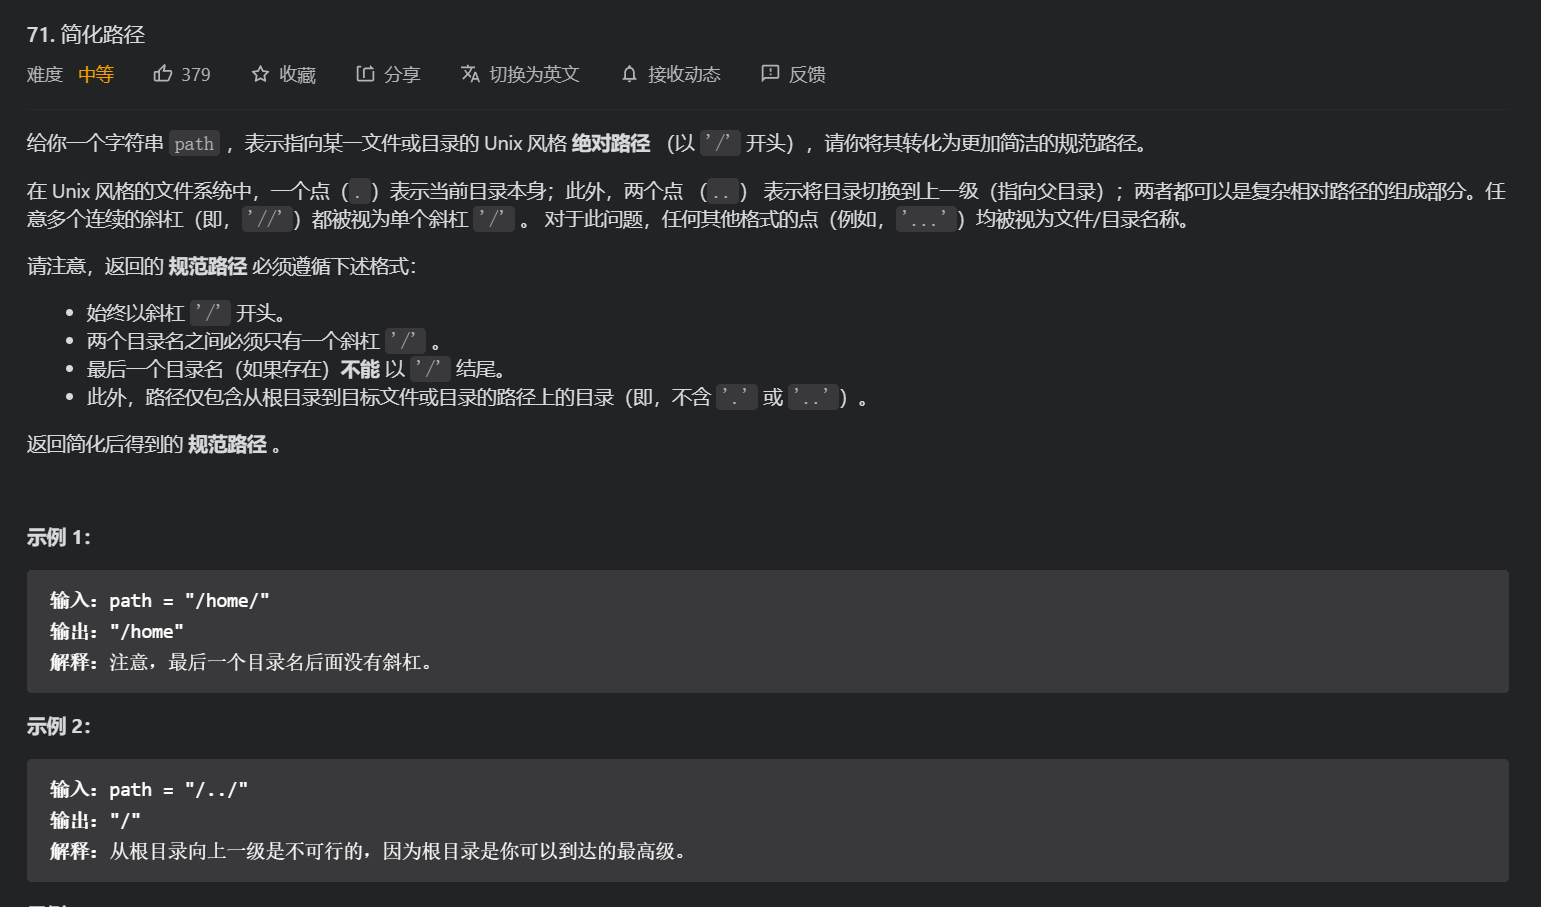 71. 简化路径
难度 中等 379 收藏 分享 切换为英文 接收动态 反馈
给你一个字符串 path ，表示指向某一文件或目录的 Unix 风格 绝对路径 （以 '/' 开头），请你将其转化为更加简洁的规范路径。
在 Unix 风格的文件系统中，一个点（.）表示当前目录本身；此外，两个点 （..） 表示将目录切换到上一级（指向父目录）；两者都可以是复杂相对路径的组成部分。任
意多个连续的斜杠（即，'//'）都被视为单个斜杠 '/' 。 对于此问题，任何其他格式的点（例如，'...'）均被视为文件/目录名称。
请注意，返回的 规范路径 必须遵循下述格式：
• 始终以斜杠 '/' 开头。
• 两个目录名之间必须只有一个斜杠 '/' 。
• 最后一个目录名（如果存在）不能 以 '/' 结尾。
• 此外，路径仅包含从根目录到目标文件或目录的路径上的目录（即，不含 '.' 或 '..'）。
返回简化后得到的 规范路径 。
示例 1：
输入：path = "/home/"
输出："/home"
解释：注意，最后一个目录名后面没有斜杠。
示例 2：
输入：path = "/../"
输出："/"
解释：从根目录向上一级是不可行的，因为根目录是你可以到达的最高级。